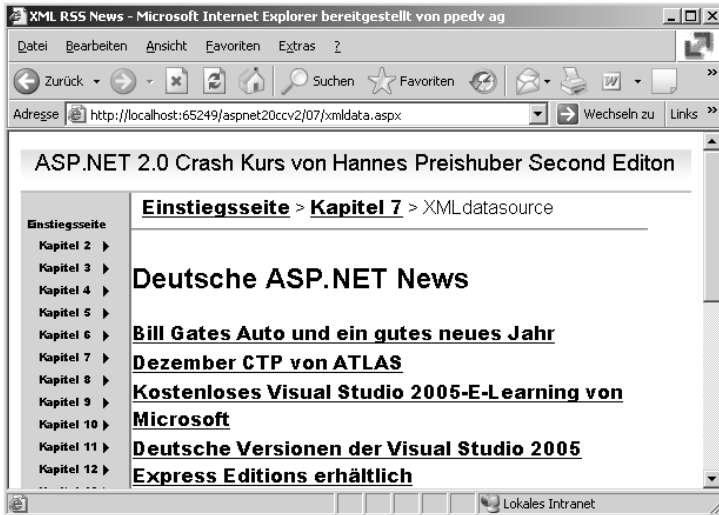 XML RSS News - Microsoft Internet Explorer bereitgestellt von ppedv ag
Datei Bearbeiten Ansicht Favoriten Extras ?
Zurück Suchen Favoriten
Adresse http://localhost:65249/aspnet20ccv2/07/xmldata.aspx Wechseln zu Links »
ASP.NET 2.0 Crash Kurs von Hannes Preishuber Second Editon
Einstiegsseite > Kapitel 7 > XMLdatasource
Einstiegsseite
Kapitel 2
Kapitel 3
Kapitel 4
Kapitel 5
Kapitel 6
Kapitel 7
Kapitel 8
Kapitel 9
Kapitel 10
Kapitel 11
Kapitel 12
Deutsche ASP.NET News
Bill Gates Auto und ein gutes neues Jahr
Dezember CTP von ATLAS
Kostenloses Visual Studio 2005-E-Learning von
Microsoft
Deutsche Versionen der Visual Studio 2005
Express Editions erhältlich
Lokales Intranet